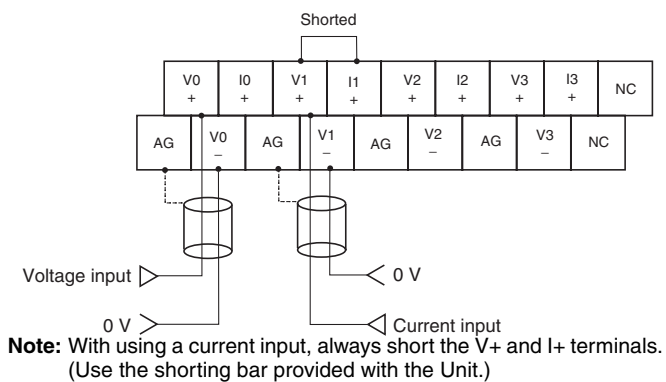 Shorted
V0 + I0 + V1 + I1 + V2 + I2 + V3 + I3 + NC
AG V0 – AG V1 – AG V2 – AG V3 – NC
Voltage input
0 V
0 V
Current input
Note: With using a current input, always short the V+ and I+ terminals.
(Use the shorting bar provided with the Unit.)